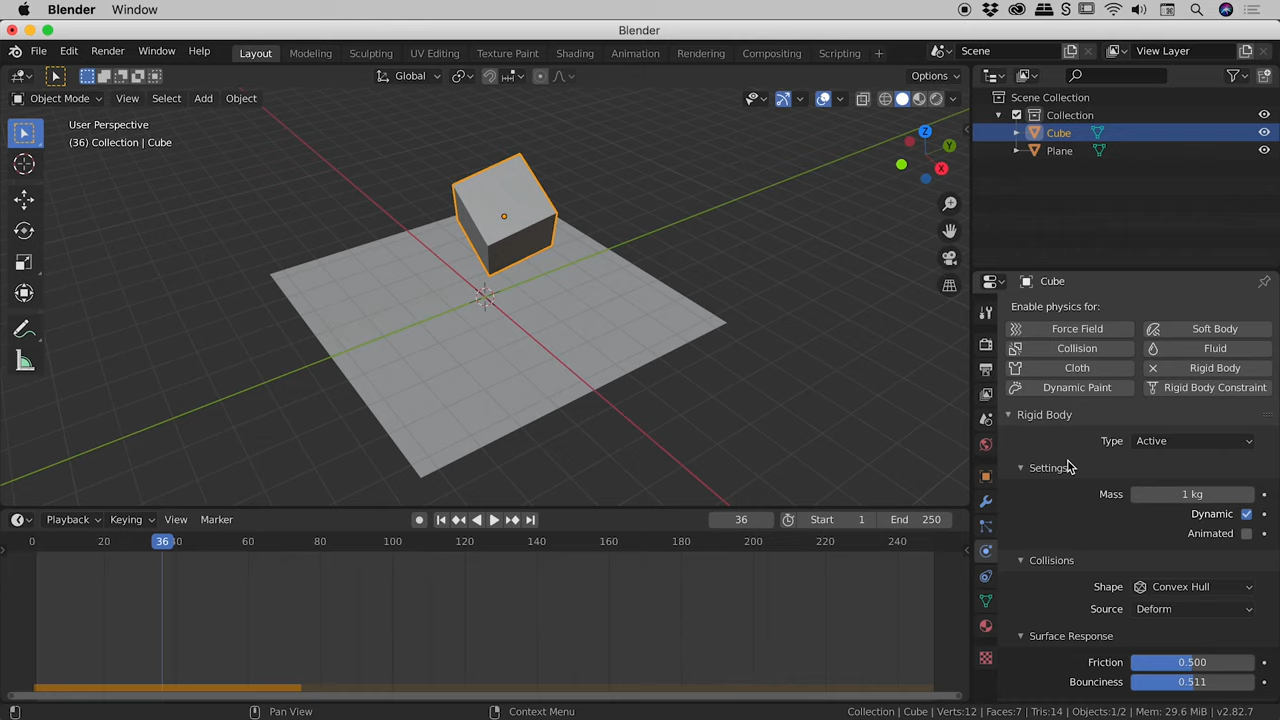 Blender Window
Blender
File Edit Render Window Help Layout Modeling Sculpting UV Editing Texture Paint Shading Animation Rendering Compositing Scripting + Scene View Layer
Global Options
Object Mode View Select Add Object
User Perspective
(36) Collection | Cube
Z
Y
X
Scene Collection
Collection
Cube
Plane
Cube
Enable physics for:
Force Field Soft Body
Collision Fluid
Cloth Rigid Body
Dynamic Paint Rigid Body Constraint
Rigid Body
Type Active
Settings
Mass 1 kg
Dynamic
Animated
Collisions
Shape Convex Hull
Source Deform
Surface Response
Friction 0.500
Bounciness 0.511
Playback Keying View Marker 36 Start 1 End 250
0 20 36 40 60 80 100 120 140 160 180 200 220 240
Pan View Context Menu Collection | Cube | Verts:12 | Faces:7 | Tris:14 | Objects:1/2 | Mem: 29.6 MiB | v2.82.7